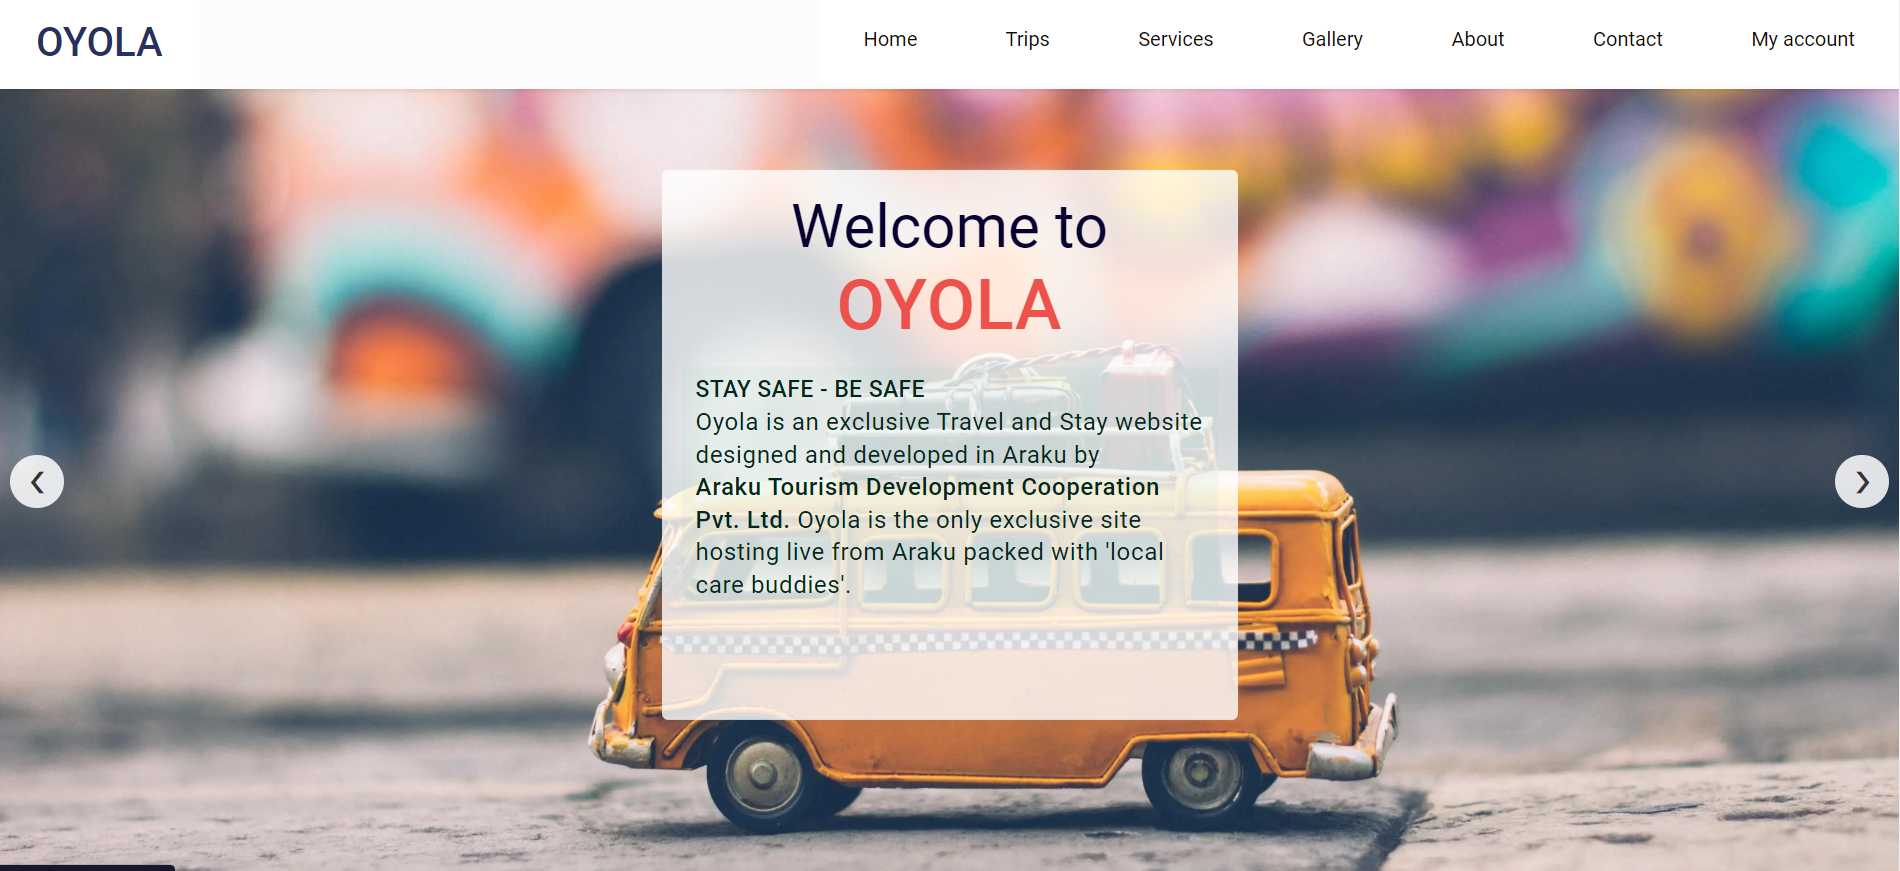 OYOLA
Home Trips Services Gallery About Contact My account
Welcome to
OYOLA
STAY SAFE - BE SAFE
Oyola is an exclusive Travel and Stay website
designed and developed in Araku by
Araku Tourism Development Cooperation
Pvt. Ltd. Oyola is the only exclusive site
hosting live from Araku packed with 'local
care buddies'.